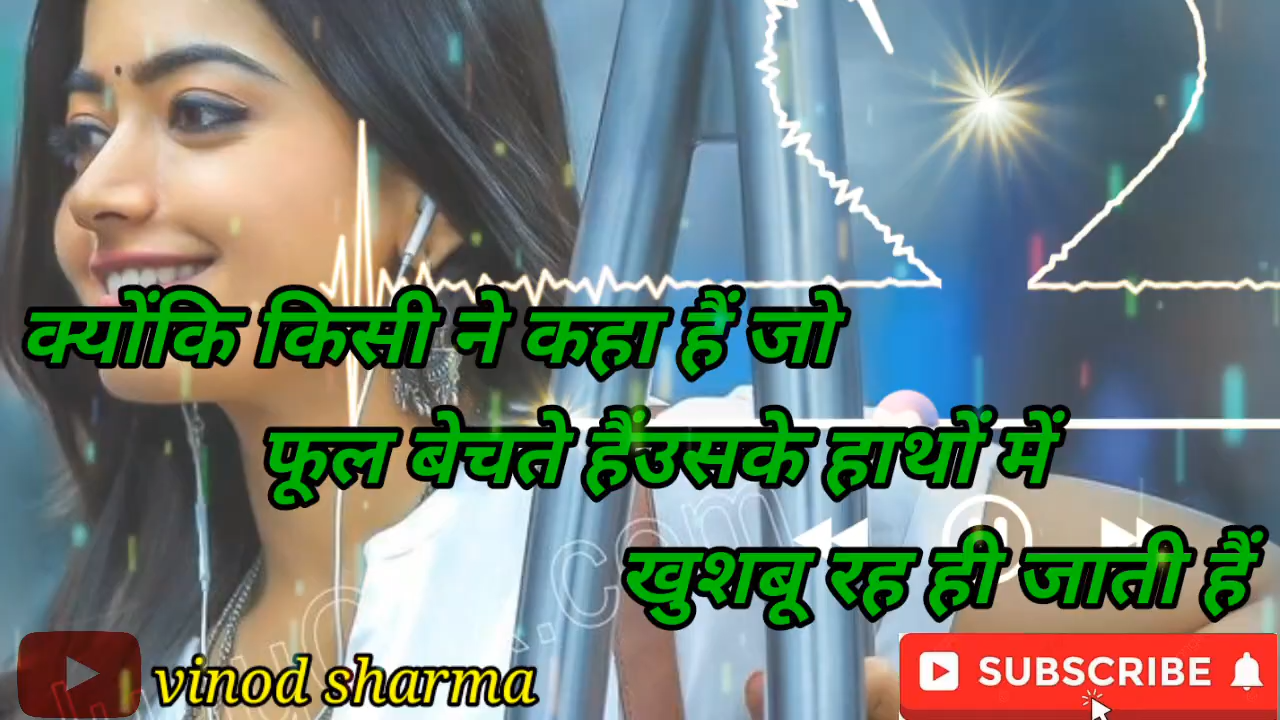 क्योंकि किसी ने कहा हैं जो
फूल बेचते हैंउसके हाथों में
खुशबू रह ही जाती हैं
vinod sharma
SUBSCRIBE